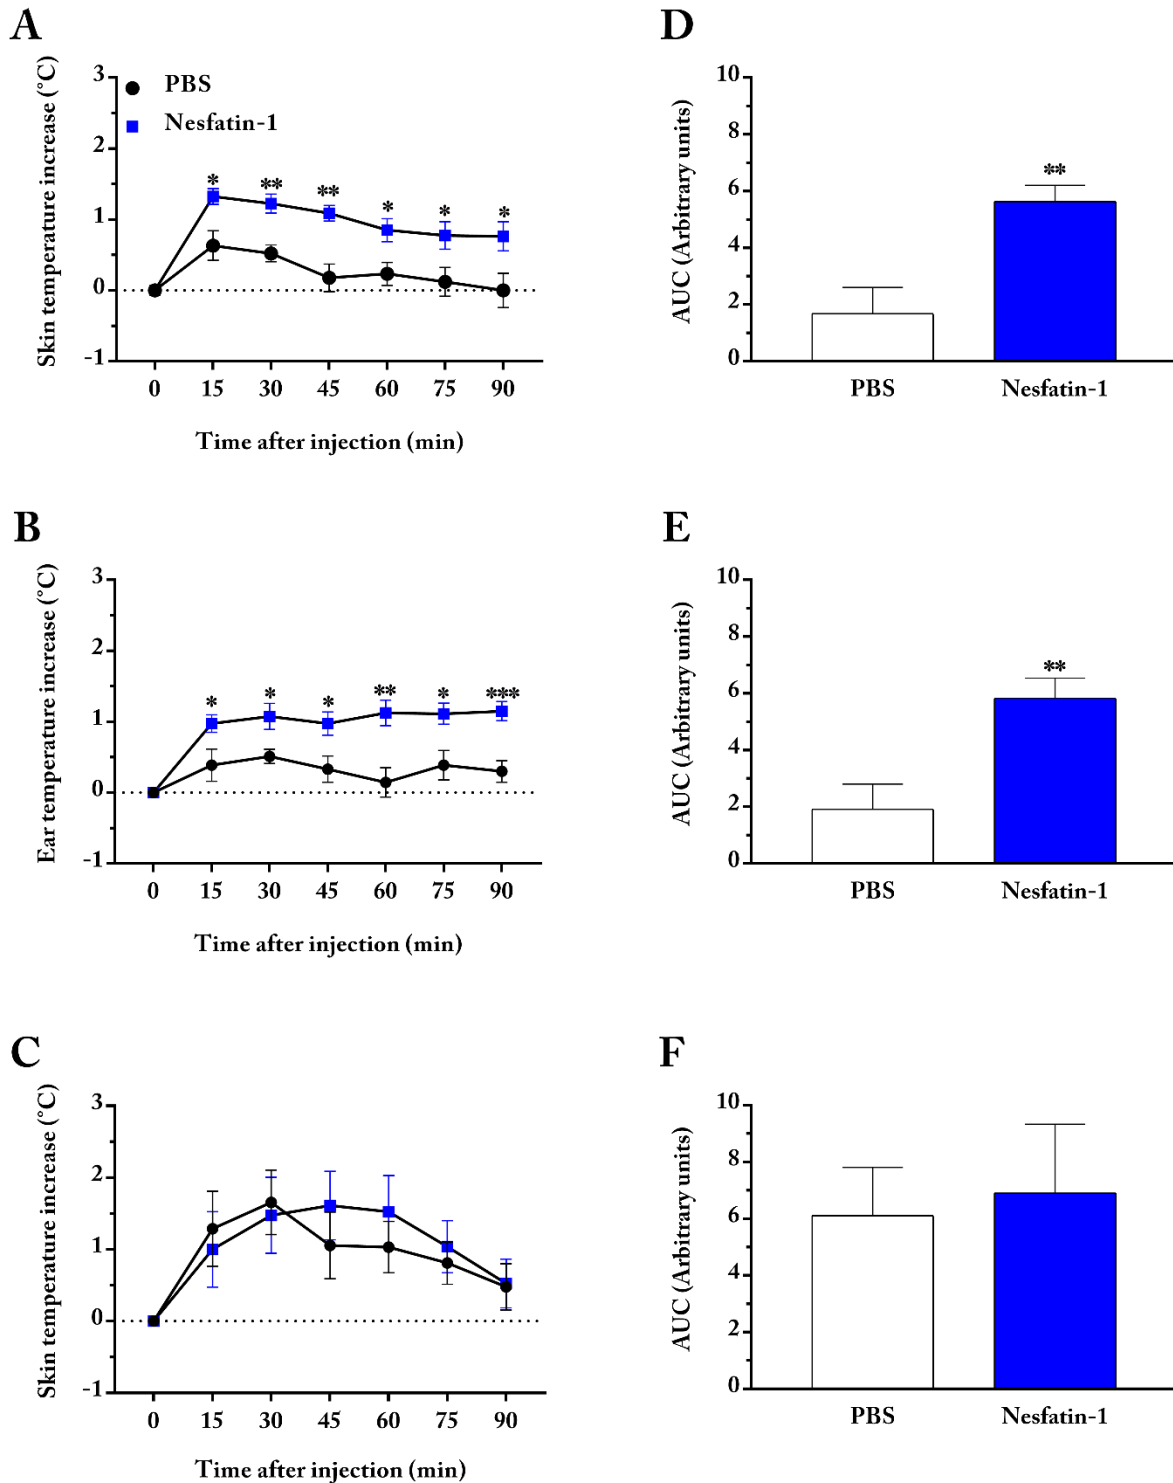 A
Skin temperature increase (°C)
3
2
1
0
-1
PBS
Nesfatin-1
* ** ** * * *
0 15 30 45 60 75 90
Time after injection (min)
D
AUC (Arbitrary units)
10
8
6
4
2
0
**
PBS Nesfatin-1
B
Ear temperature increase (°C)
3
2
1
0
-1
* * * ** * ***
0 15 30 45 60 75 90
Time after injection (min)
E
AUC (Arbitrary units)
10
8
6
4
2
0
**
PBS Nesfatin-1
C
Skin temperature increase (°C)
3
2
1
0
-1
0 15 30 45 60 75 90
Time after injection (min)
F
AUC (Arbitrary units)
10
8
6
4
2
0
PBS Nesfatin-1